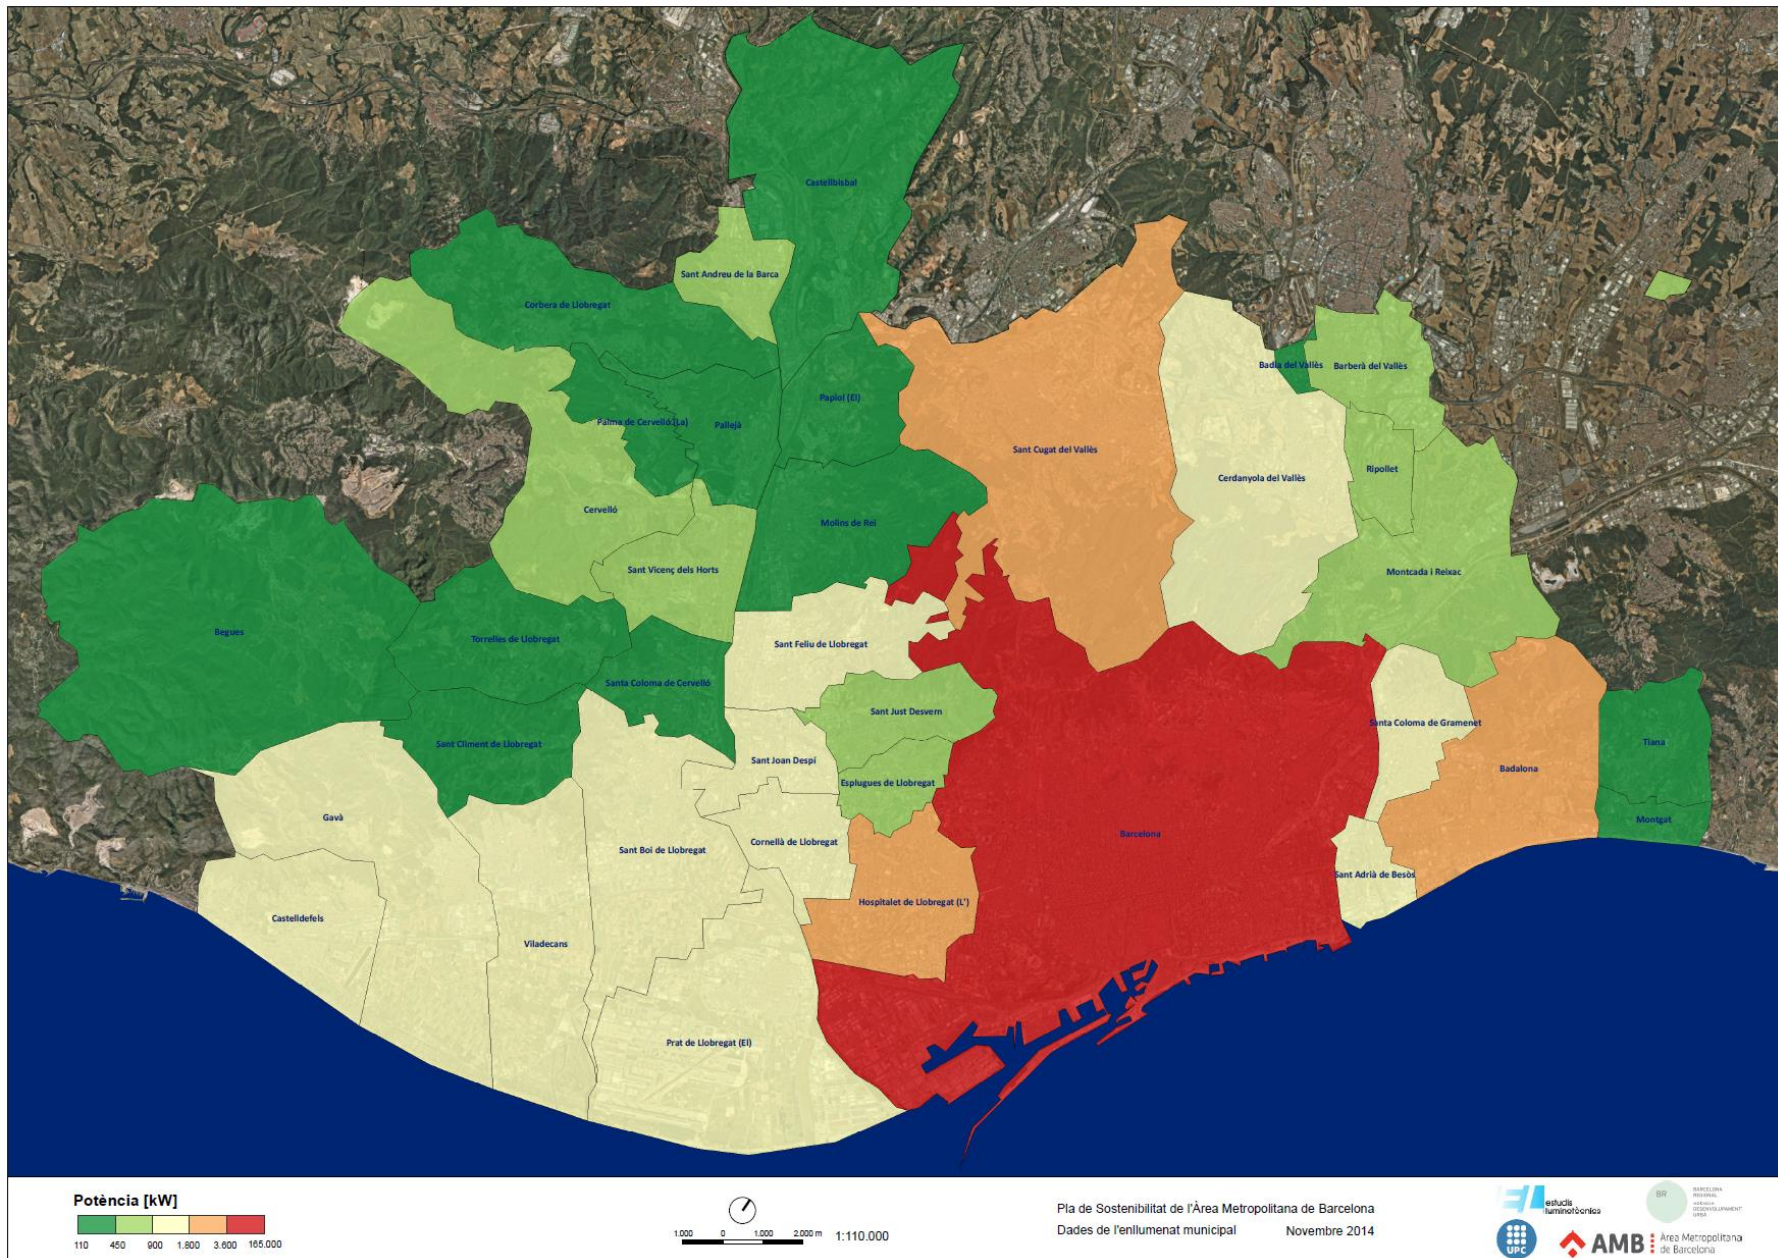 Castellbisbal
Sant Andreu de la Barca
Corbera de Llobregat
Badia del Vallès
Barberà del Vallès
Papiol (El)
Palma de Cervelló (La)
Pallejà
Sant Cugat del Vallès
Ripollet
Cerdanyola del Vallès
Cervelló
Molins de Rei
Sant Vicenç dels Horts
Montcada i Reixac
Begues
Torrelles de Llobregat
Sant Feliu de Llobregat
Santa Coloma de Cervelló
Sant Just Desvern
Santa Coloma de Gramenet
Sant Climent de Llobregat
Tiana
Sant Joan Despí
Badalona
Esplugues de Llobregat
Gavà
Montgat
Barcelona
Cornellà de Llobregat
Sant Boi de Llobregat
Sant Adrià de Besòs
Hospitalet de Llobregat (L')
Castelldefels
Viladecans
Prat de Llobregat (El)
Potència [kW]
110 450 900 1.800 3.600 165.000
1.000 0 1.000 2.000 m
1:110.000
Pla de Sostenibilitat de l'Àrea Metropolitana de Barcelona
Dades de l'enllumenat municipal Novembre 2014
estudis
luminotècnics
BR
BARCELONA
REGIONAL
DESENVOLUPAMENT
URBÀ
UPC
AMB
Àrea Metropolitana
de Barcelona